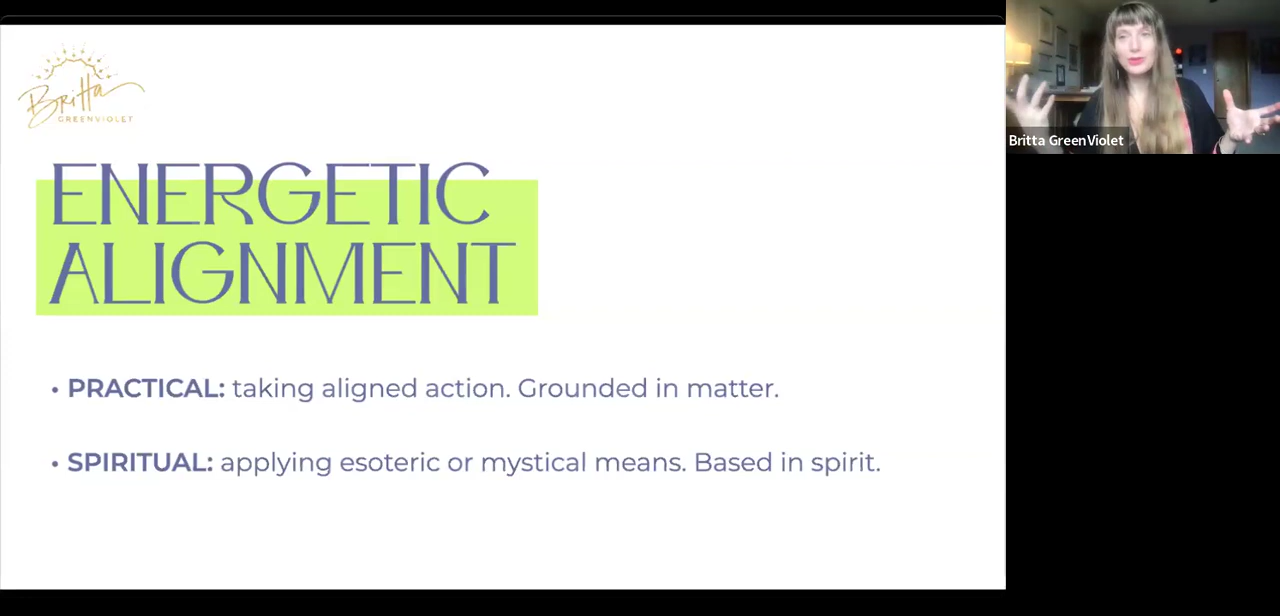 Britta
GREENVIOLET
ENERGETIC
ALIGNMENT
• PRACTICAL: taking aligned action. Grounded in matter.
• SPIRITUAL: applying esoteric or mystical means. Based in spirit.
Britta GreenViolet